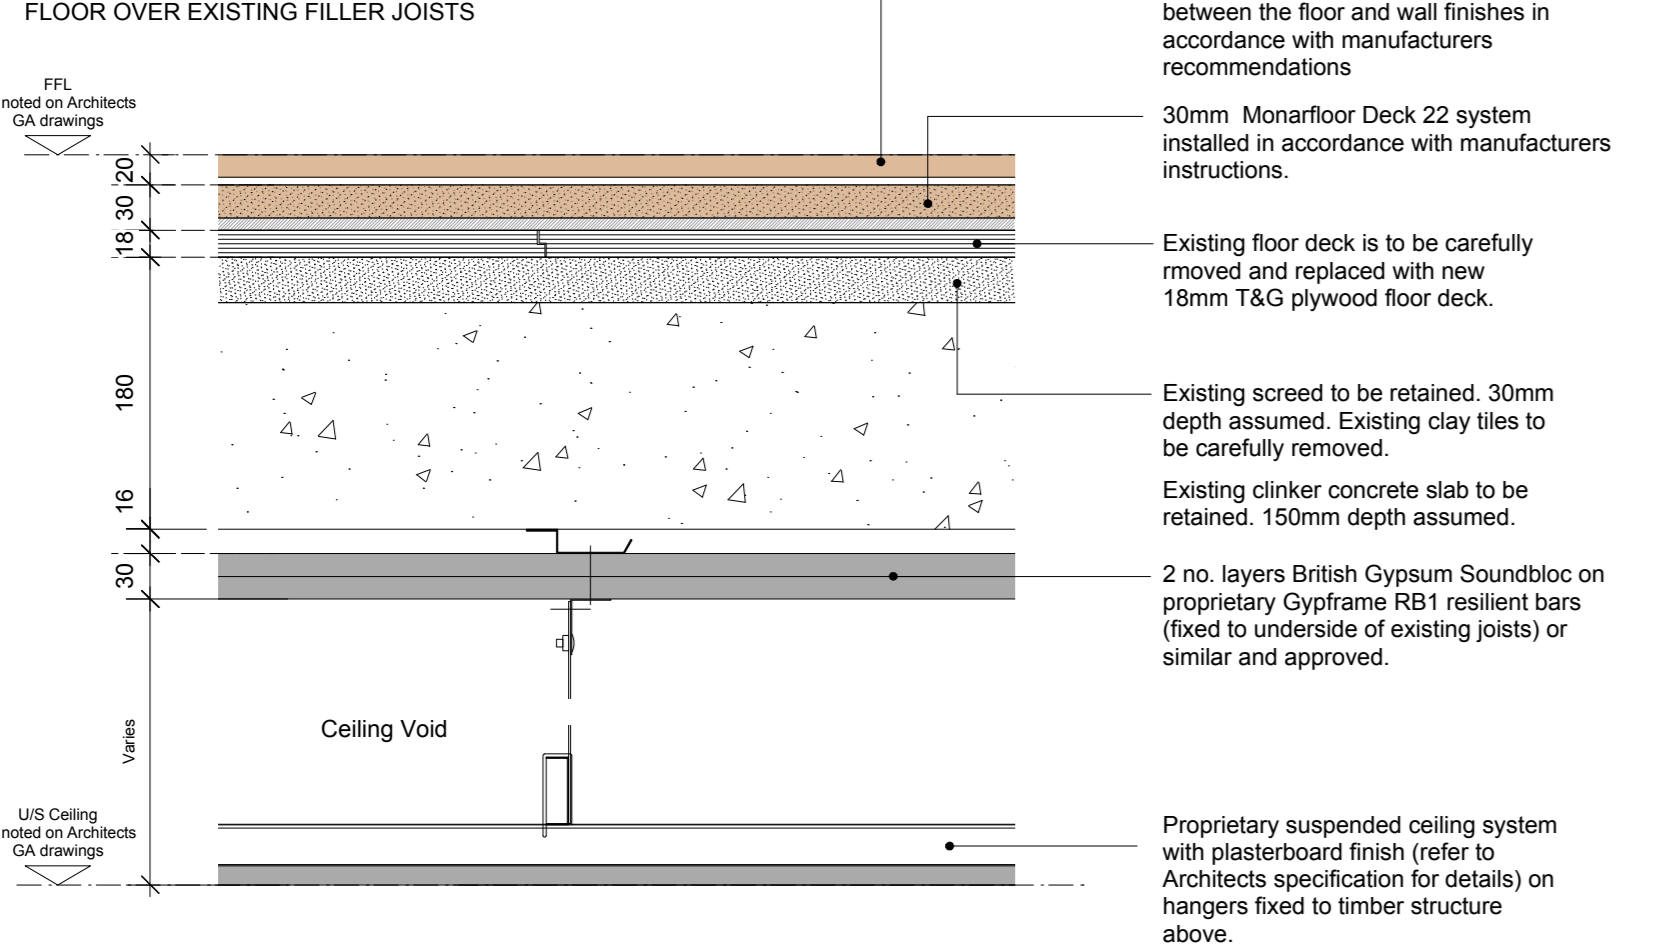 FLOOR OVER EXISTING FILLER JOISTS
between the floor and wall finishes in
accordance with manufacturers
recommendations
FFL
noted on Architects
GA drawings
30mm Monarfloor Deck 22 system
installed in accordance with manufacturers
instructions.
20
30
18
Existing floor deck is to be carefully
rmoved and replaced with new
18mm T&G plywood floor deck.
180
Existing screed to be retained. 30mm
depth assumed. Existing clay tiles to
be carefully removed.
Existing clinker concrete slab to be
retained. 150mm depth assumed.
16
30
2 no. layers British Gypsum Soundbloc on
proprietary Gypframe RB1 resilient bars
(fixed to underside of existing joists) or
similar and approved.
Ceiling Void
Varies
U/S Ceiling
noted on Architects
GA drawings
Proprietary suspended ceiling system
with plasterboard finish (refer to
Architects specification for details) on
hangers fixed to timber structure
above.